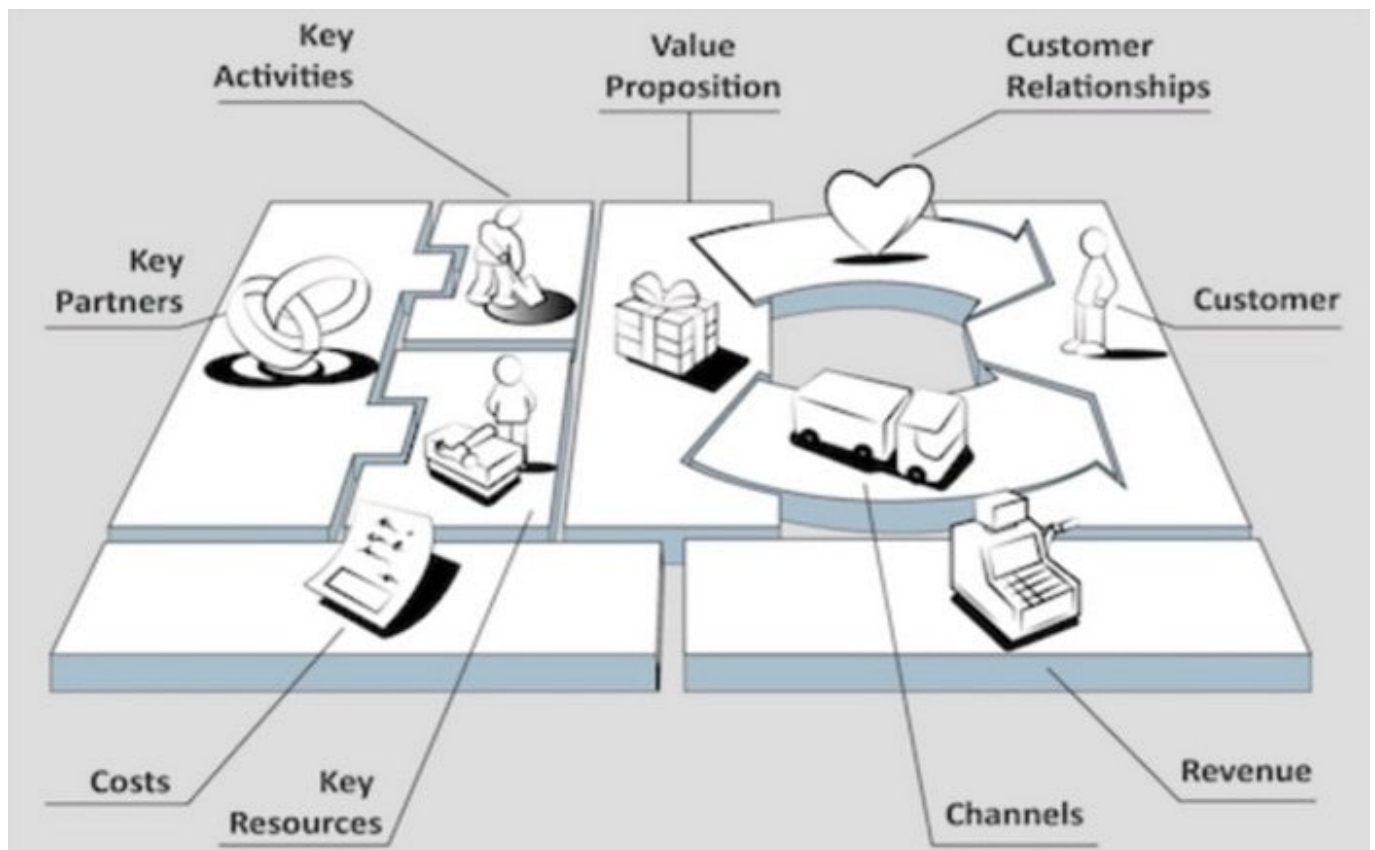 Key
Activities
Value
Proposition
Customer
Relationships
Key
Partners
Customer
Costs
Key
Resources
Channels
Revenue